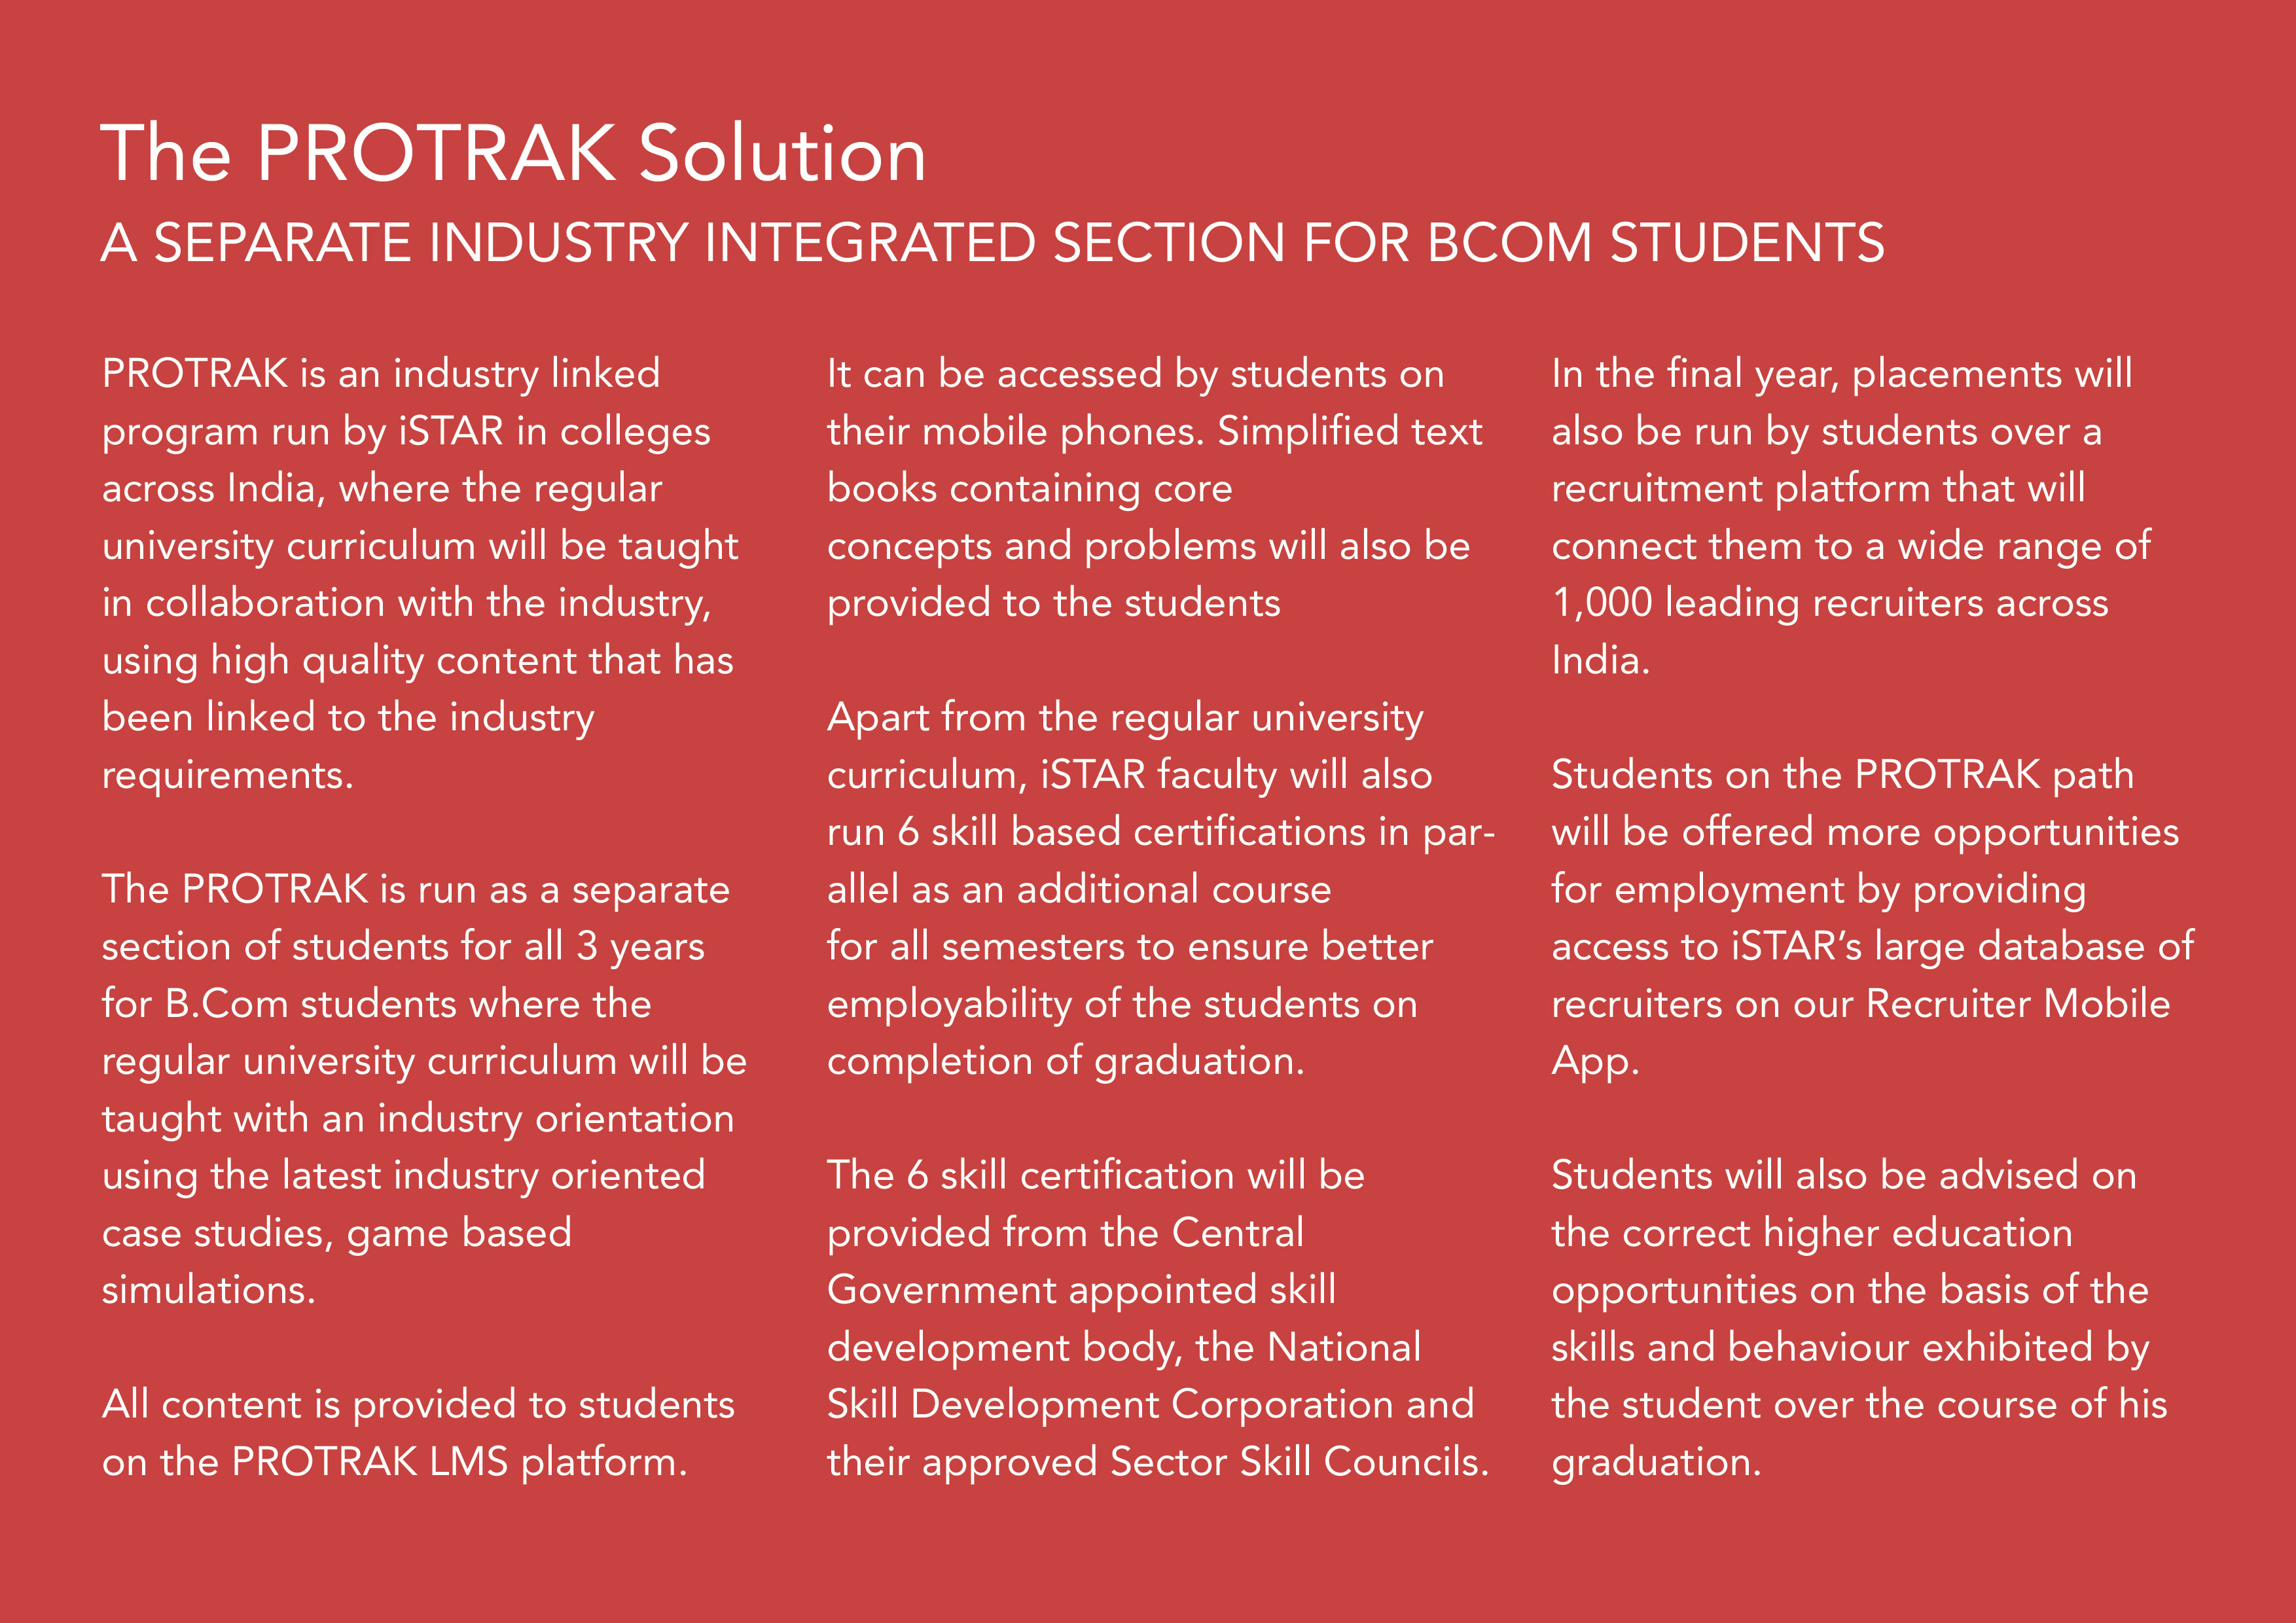 The PROTRAK Solution
A SEPARATE INDUSTRY INTEGRATED SECTION FOR BCOM STUDENTS
PROTRAK is an industry linked
program run by iSTAR in colleges
across India, where the regular
university curriculum will be taught
in collaboration with the industry,
using high quality content that has
been linked to the industry
requirements.
The PROTRAK is run as a separate
section of students for all 3 years
for B.Com students where the
regular university curriculum will be
taught with an industry orientation
using the latest industry oriented
case studies, game based
simulations.
All content is provided to students
on the PROTRAK LMS platform.
It can be accessed by students on
their mobile phones. Simplified text
books containing core
concepts and problems will also be
provided to the students
Apart from the regular university
curriculum, iSTAR faculty will also
run 6 skill based certifications in par-
allel as an additional course
for all semesters to ensure better
employability of the students on
completion of graduation.
The 6 skill certification will be
provided from the Central
Government appointed skill
development body, the National
Skill Development Corporation and
their approved Sector Skill Councils.
In the final year, placements will
also be run by students over a
recruitment platform that will
connect them to a wide range of
1,000 leading recruiters across
India.
Students on the PROTRAK path
will be offered more opportunities
for employment by providing
access to iSTAR’s large database of
recruiters on our Recruiter Mobile
App.
Students will also be advised on
the correct higher education
opportunities on the basis of the
skills and behaviour exhibited by
the student over the course of his
graduation.